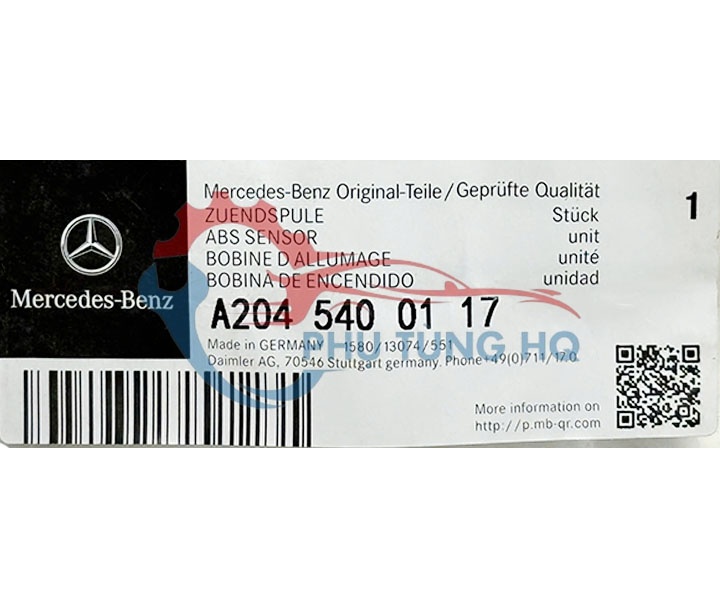 Mercedes-Benz Original-Teile/Geprüfte Qualität
ZUENDSPULE Stück
ABS SENSOR unit
BOBINE D ALLUMAGE unité
BOBINA DE ENCENDIDO unidad
1
Mercedes-Benz
A204 540 01 17
PHU TUNG HQ
Made in GERMANY 1580/13074/551
Daimler AG, 70546 Stuttgart germany. Phone+49(0)711/17.0
More information on
http://p.mb-qr.com